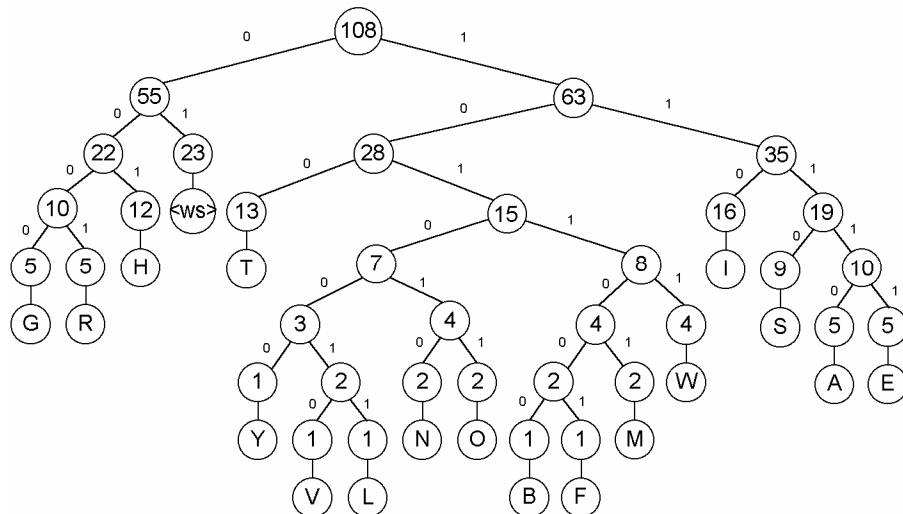 108
0 1
55 63
0 1 0 1
22 23 28 35
0 1 0 1 0 1
10 12 <ws> 13 15 16 19
0 1 0 1 0 1
5 5 H T 7 8 I 9 10
0 1 0 1 0 1
G R 3 4 4 4 S 5 5
0 1 0 1 0 1
1 2 2 2 2 2 W A E
0 1 0 1
Y 1 1 N O 1 1 M
V L B F